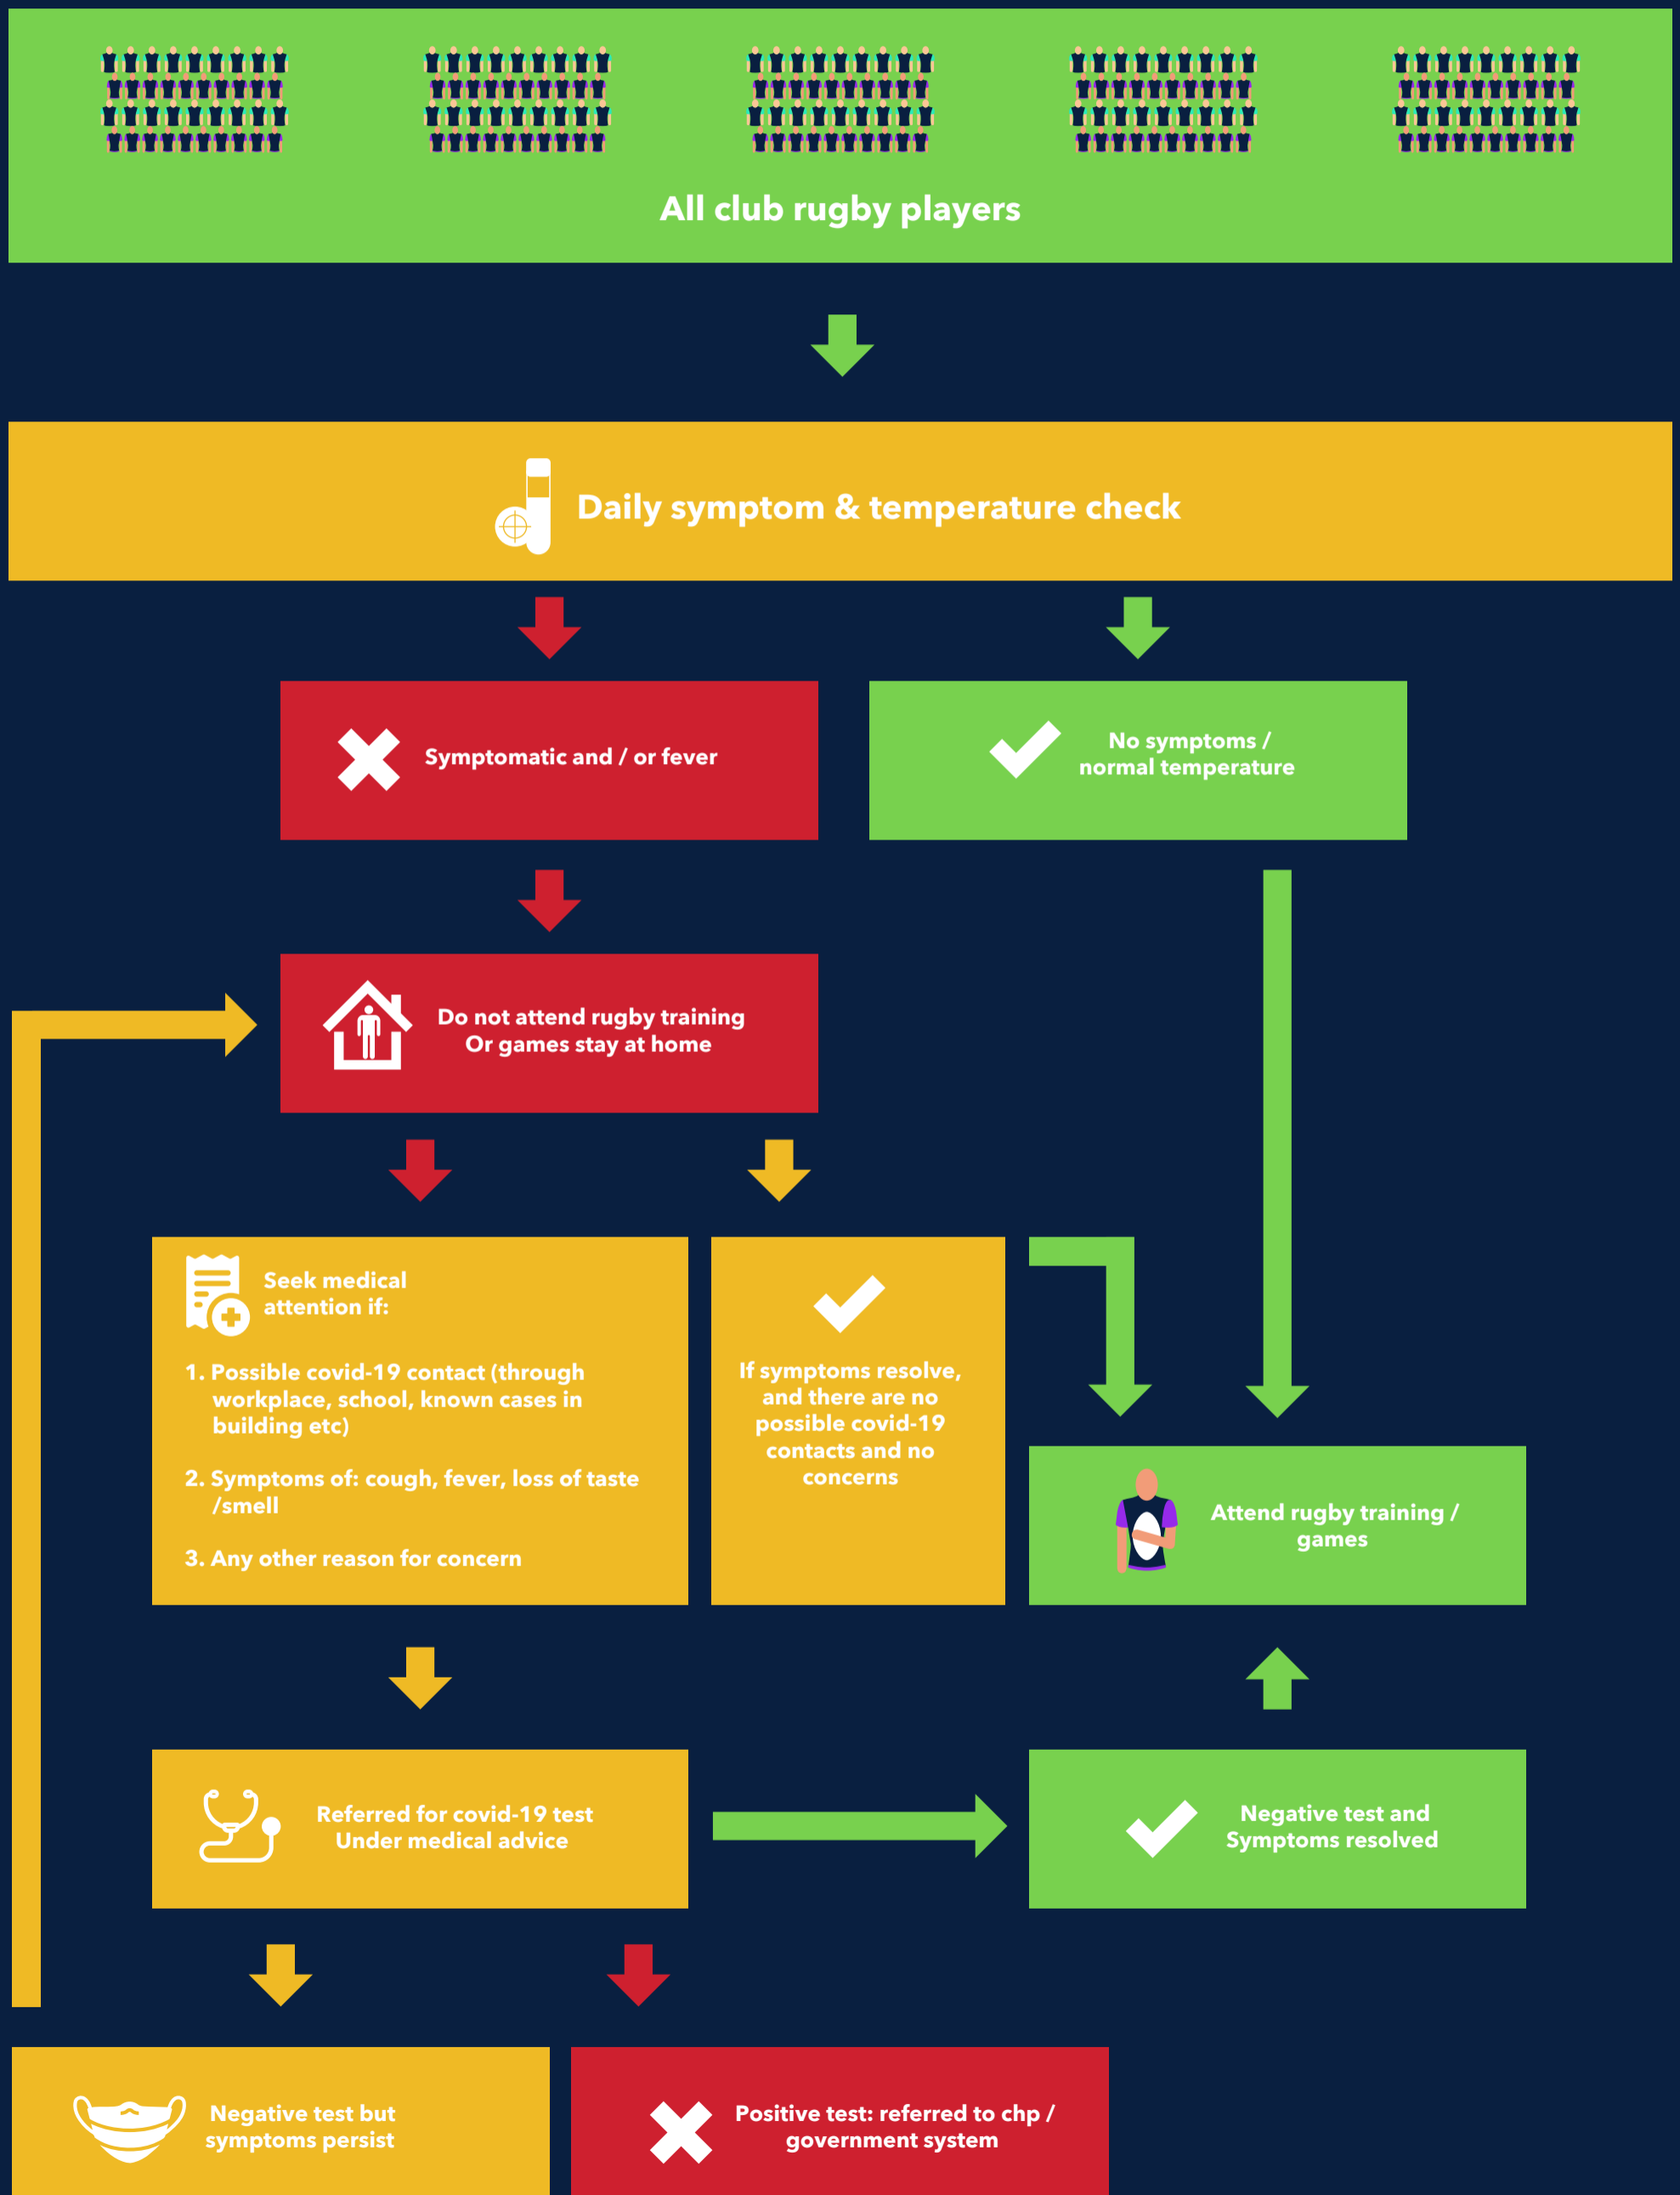 All club rugby players
Daily symptom & temperature check
Symptomatic and / or fever
No symptoms /
normal temperature
Do not attend rugby training
Or games stay at home
Seek medical
attention if:
1. Possible covid-19 contact (through
workplace, school, known cases in
building etc)
2. Symptoms of: cough, fever, loss of taste
/smell
3. Any other reason for concern
If symptoms resolve,
and there are no
possible covid-19
contacts and no
concerns
Attend rugby training /
games
Referred for covid-19 test
Under medical advice
Negative test and
Symptoms resolved
Negative test but
symptoms persist
Positive test: referred to chp /
government system